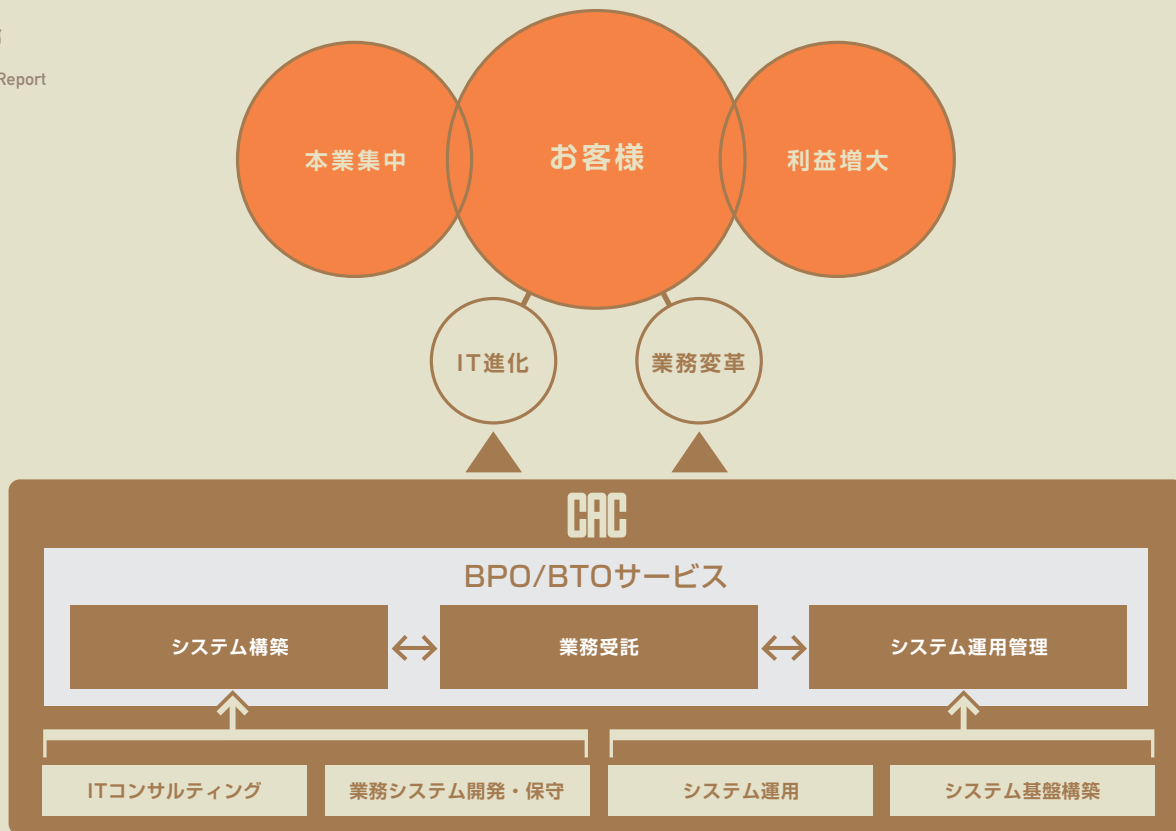 Report
本業集中
お客様
利益増大
IT進化
業務変革
CAC
BPO/BTOサービス
システム構築
業務受託
システム運用管理
ITコンサルティング
業務システム開発・保守
システム運用
システム基盤構築